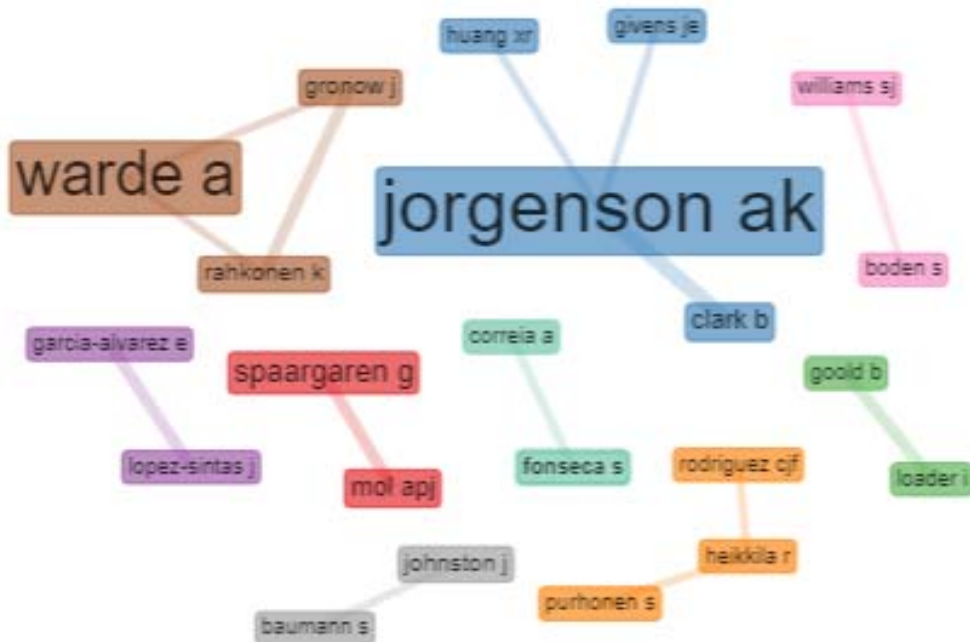 huang xr
givens je
gronow j
williams sj
warde a
jorgenson ak
rahkonen k
boden s
clark b
garcia-alvarez e
correia a
spaargaren g
goold b
lopez-sintas j
fonseca s
rodriguez cjf
mol apj
loader i
johnston j
heikkila r
purhonen s
baumann s